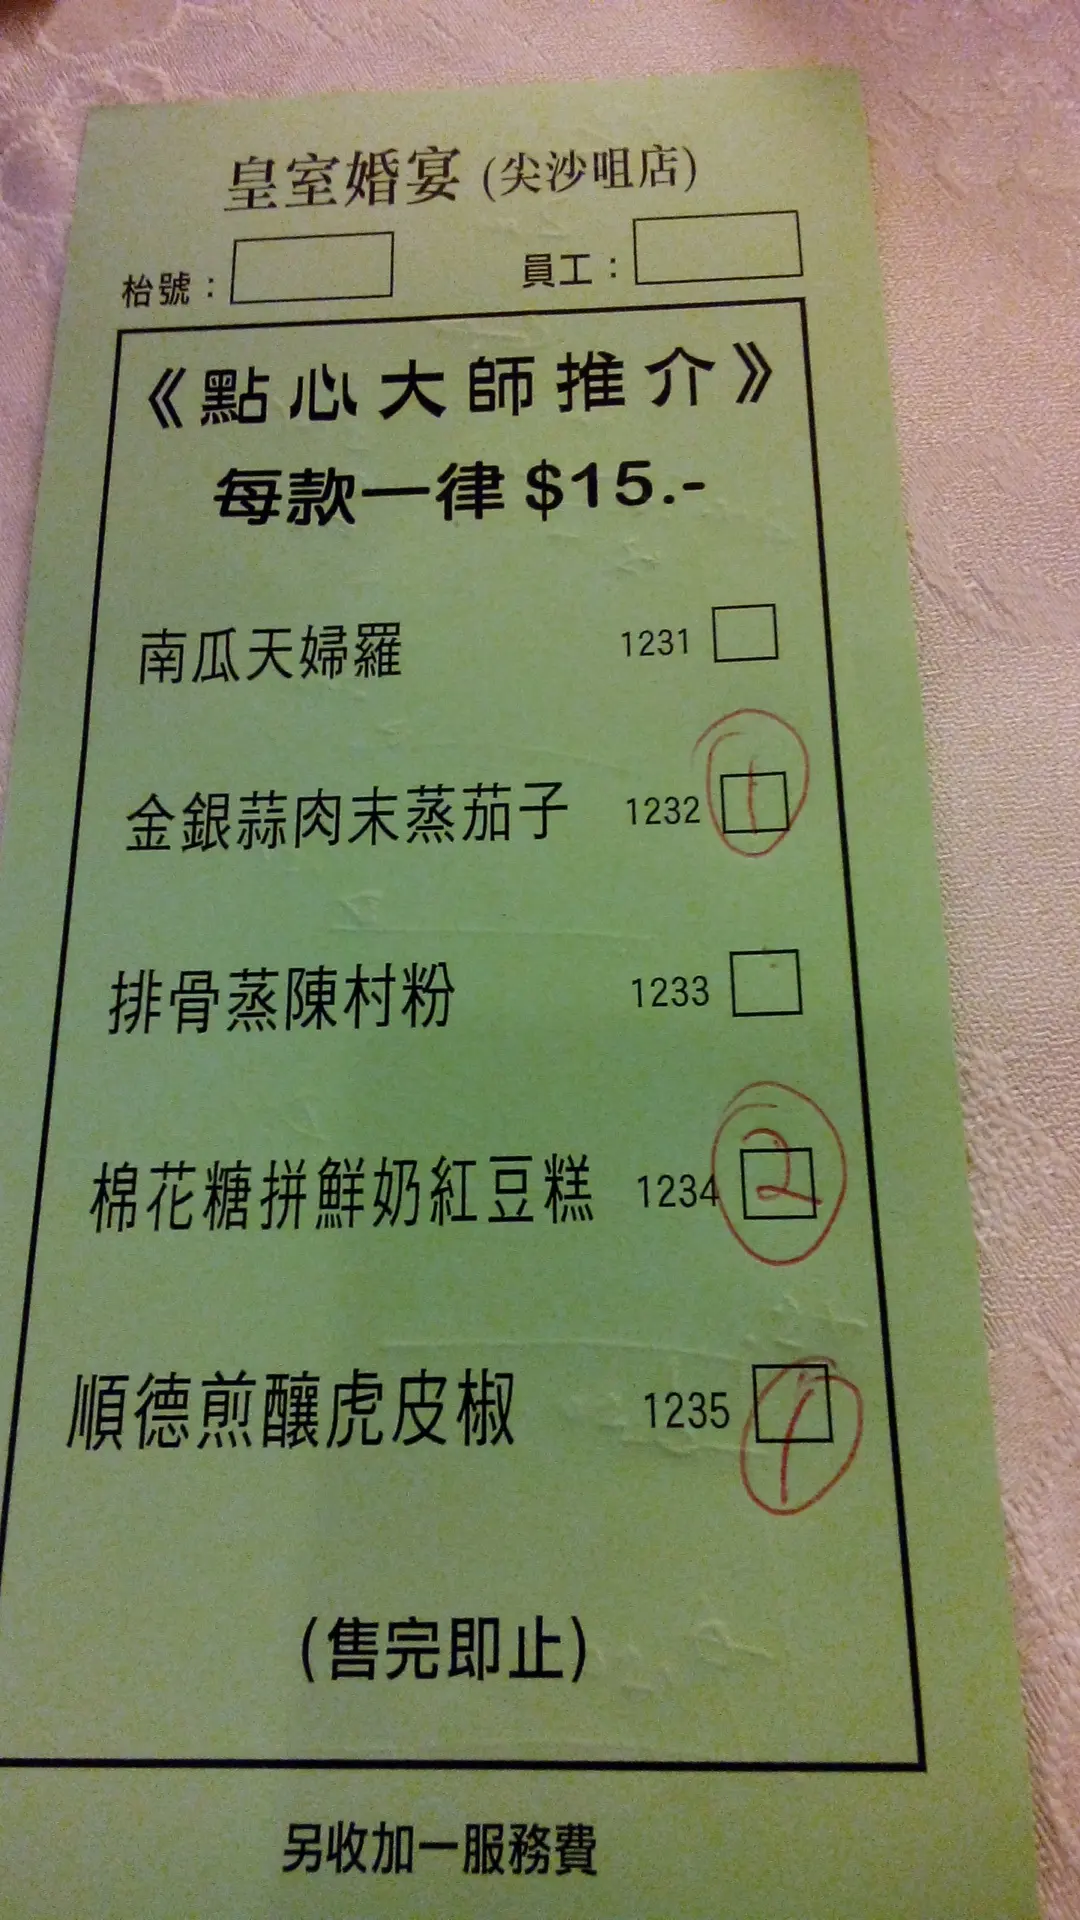 皇室婚宴 (尖沙咀店)
枱號： 員工：
《點心大師推介》
每款一律 $15.-
南瓜天婦羅 1231
金銀蒜肉末蒸茄子 1232 1
排骨蒸陳村粉 1233
棉花糖拼鮮奶紅豆糕 1234 2
順德煎釀虎皮椒 1235 1
(售完即止)
另收加一服務費